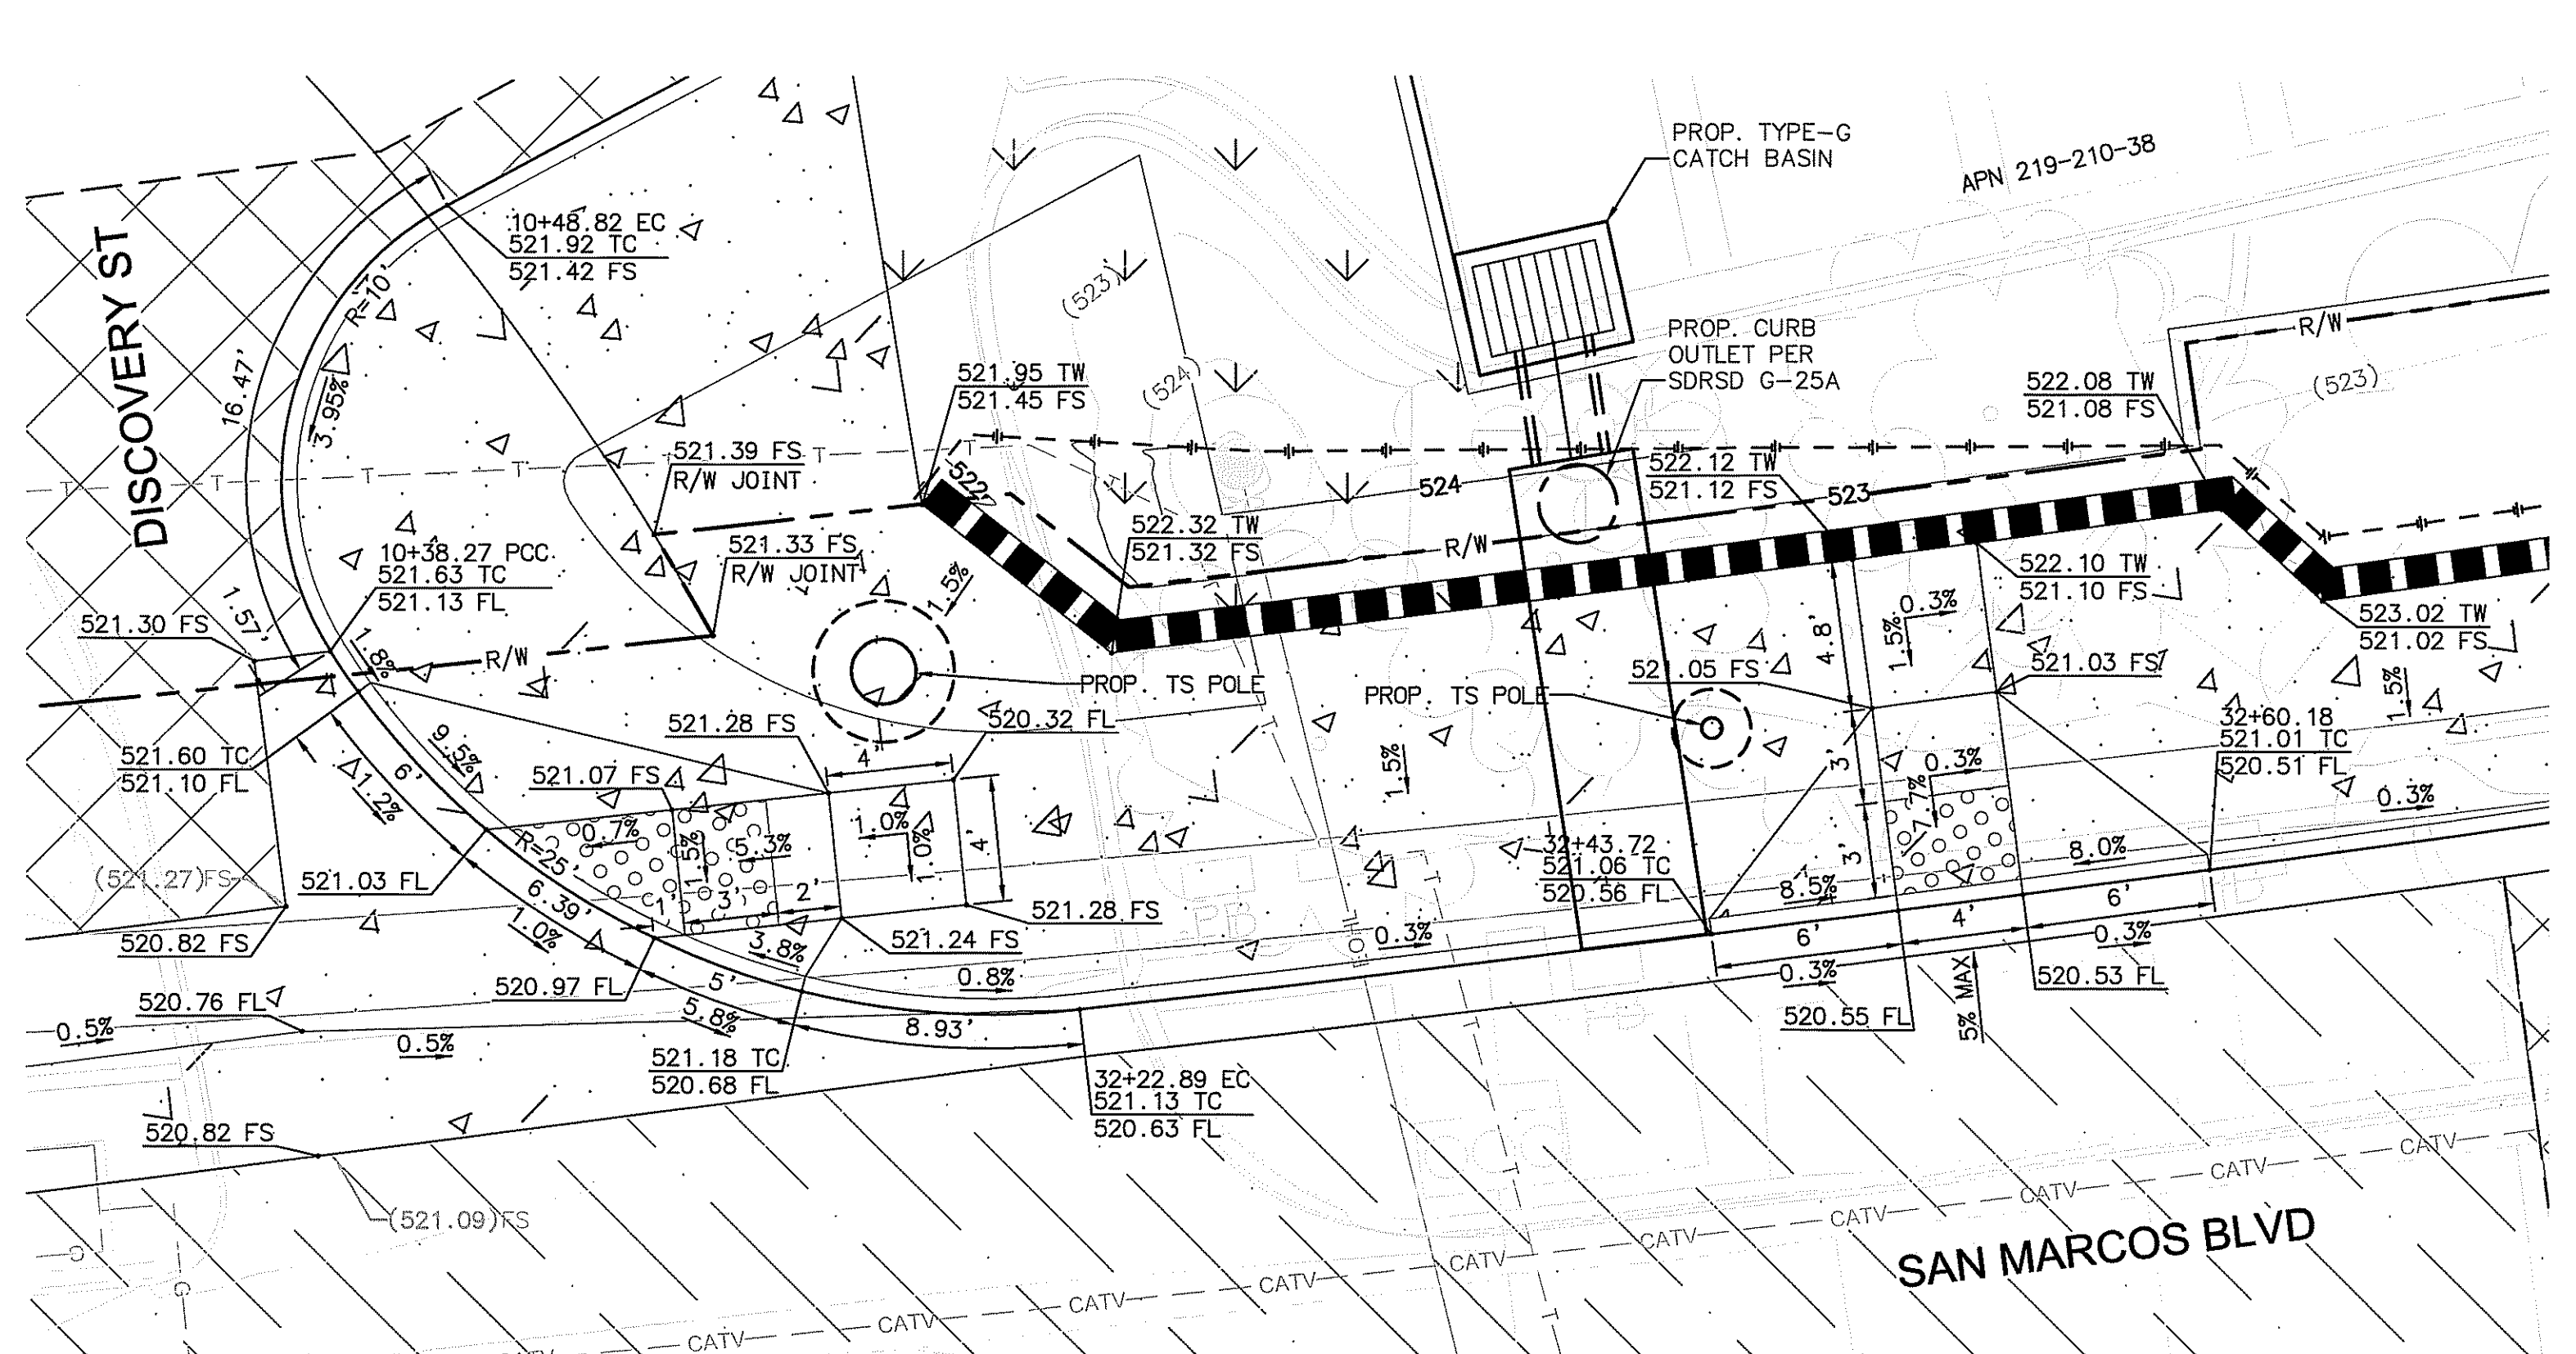 PROP. TYPE-G
CATCH BASIN
APN 219-210-38
DISCOVERY ST
10+48.82 EC
521.92 TC
521.42 FS
R=10'
3.95%
16.47'
(523)
(524)
PROP. CURB
OUTLET PER
SDRSD G-25A
R/W
(523)
521.95 TW
521.45 FS
522.08 TW
521.08 FS
521.39 FS
R/W JOINT
T
T
T
T
T
522
524
522.12 TW
521.12 FS
523
522.32 TW
521.32 FS
R/W
521.33 FS
R/W JOINT
10+38.27 PCC
521.63 TC
521.13 FL
1.5%
522.10 TW
521.10 FS
0.3%
1.5%
4.8'
523.02 TW
521.02 FS
1.57'
521.30 FS
1.8%
R/W
PROP. TS POLE
PROP. TS POLE
521.05 FS
521.03 FS
1.5%
521.28 FS
520.32 FL
32+60.18
521.01 TC
520.51 FL
521.60 TC
521.10 FL
9.5%
6'
1.2%
4'
521.07 FS
1.5%
3'
0.3%
7.7%
0.3%
1.0%
1.0%
4'
0.7%
1.5%
5.3%
R=25'
32+43.72
521.06 TC
520.56 FL
3'
8.5%
8.0%
(521.27)FS
521.03 FL
6.39'
1.0%
1'
3'
2'
521.28 FS
520.82 FS
3.8%
521.24 FS
0.3%
6'
4'
6'
0.3%
0.3%
5% MAX
520.53 FL
520.97 FL
5'
0.8%
520.76 FL
5.8%
8.93'
520.55 FL
0.5%
0.5%
521.18 TC
520.68 FL
32+22.89 EC
521.13 TC
520.63 FL
520.82 FS
PB
PB
(521.09)FS
G
G
CATV
CATV
CATV
CATV
CATV
CATV
CATV
CATV
CATV
SAN MARCOS BLVD